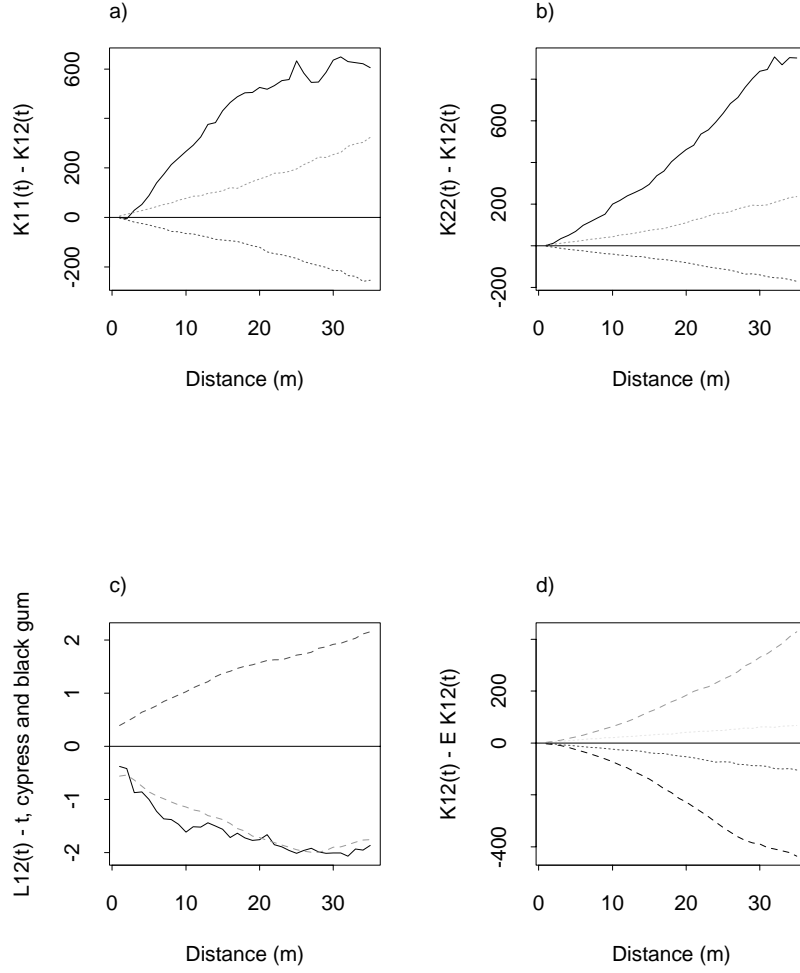 a)
K11(t) - K12(t)
-200 0 200 600
0 10 20 30
Distance (m)
b)
K22(t) - K12(t)
-200 200 600
0 10 20 30
Distance (m)
c)
L12(t) - t, cypress and black gum
-2 -1 0 1 2
0 10 20 30
Distance (m)
d)
K12(t) - E K12(t)
-400 0 200
0 10 20 30
Distance (m)